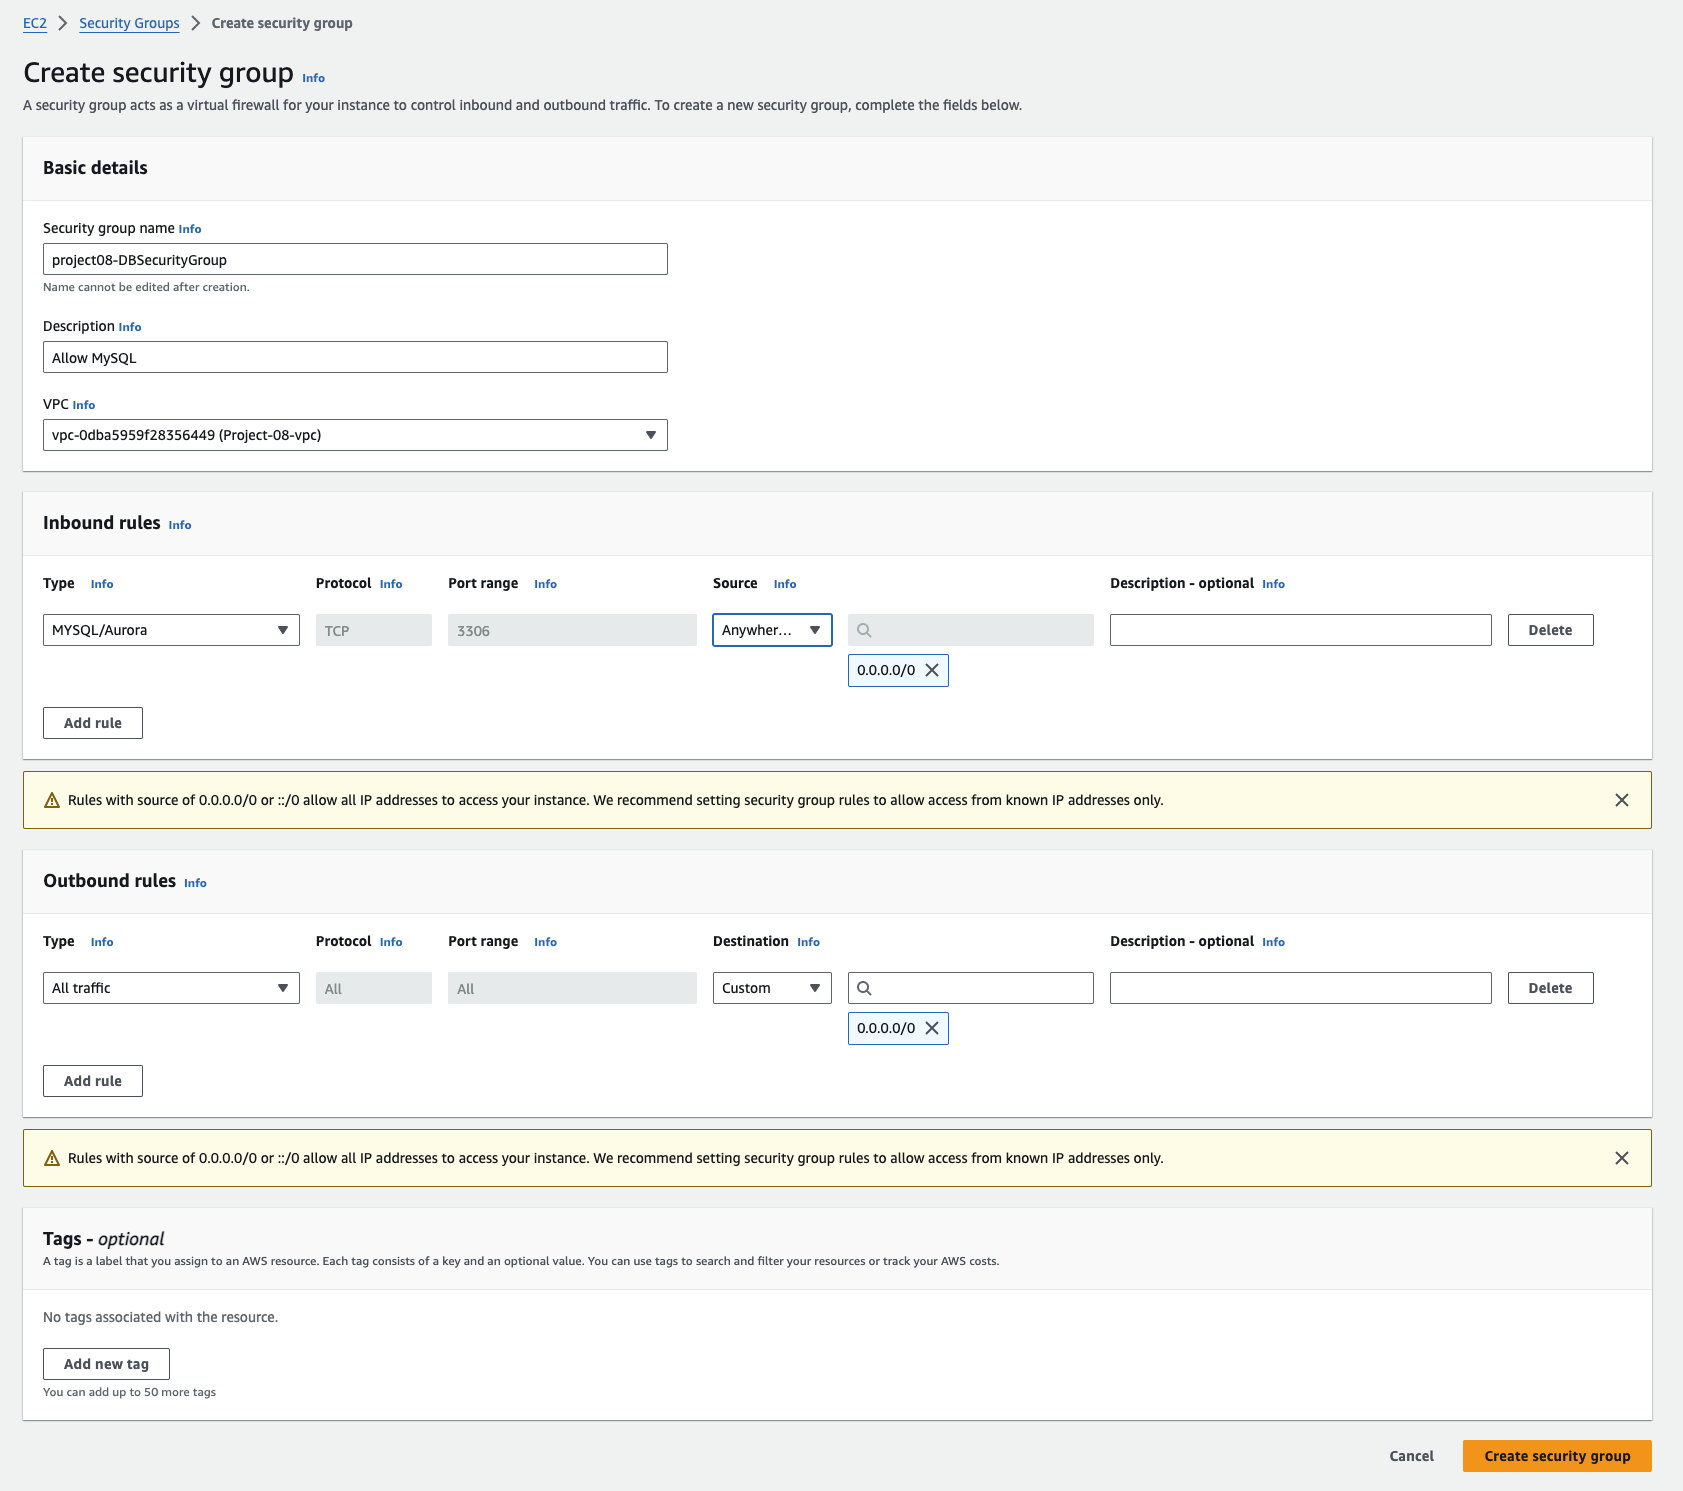 EC2 > Security Groups > Create security group
Create security group Info
A security group acts as a virtual firewall for your instance to control inbound and outbound traffic. To create a new security group, complete the fields below.
Basic details
Security group name Info
project08-DBSecurityGroup
Name cannot be edited after creation.
Description Info
Allow MySQL
VPC Info
vpc-0dba5959f28356449 (Project-08-vpc)
Inbound rules Info
Type Info Protocol Info Port range Info Source Info Description - optional Info
MYSQL/Aurora TCP 3306 Anywher... Delete
0.0.0.0/0
Add rule
Rules with source of 0.0.0.0/0 or ::/0 allow all IP addresses to access your instance. We recommend setting security group rules to allow access from known IP addresses only.
Outbound rules Info
Type Info Protocol Info Port range Info Destination Info Description - optional Info
All traffic All All Custom Delete
0.0.0.0/0
Add rule
Rules with source of 0.0.0.0/0 or ::/0 allow all IP addresses to access your instance. We recommend setting security group rules to allow access from known IP addresses only.
Tags - optional
A tag is a label that you assign to an AWS resource. Each tag consists of a key and an optional value. You can use tags to search and filter your resources or track your AWS costs.
No tags associated with the resource.
Add new tag
You can add up to 50 more tags
Cancel Create security group